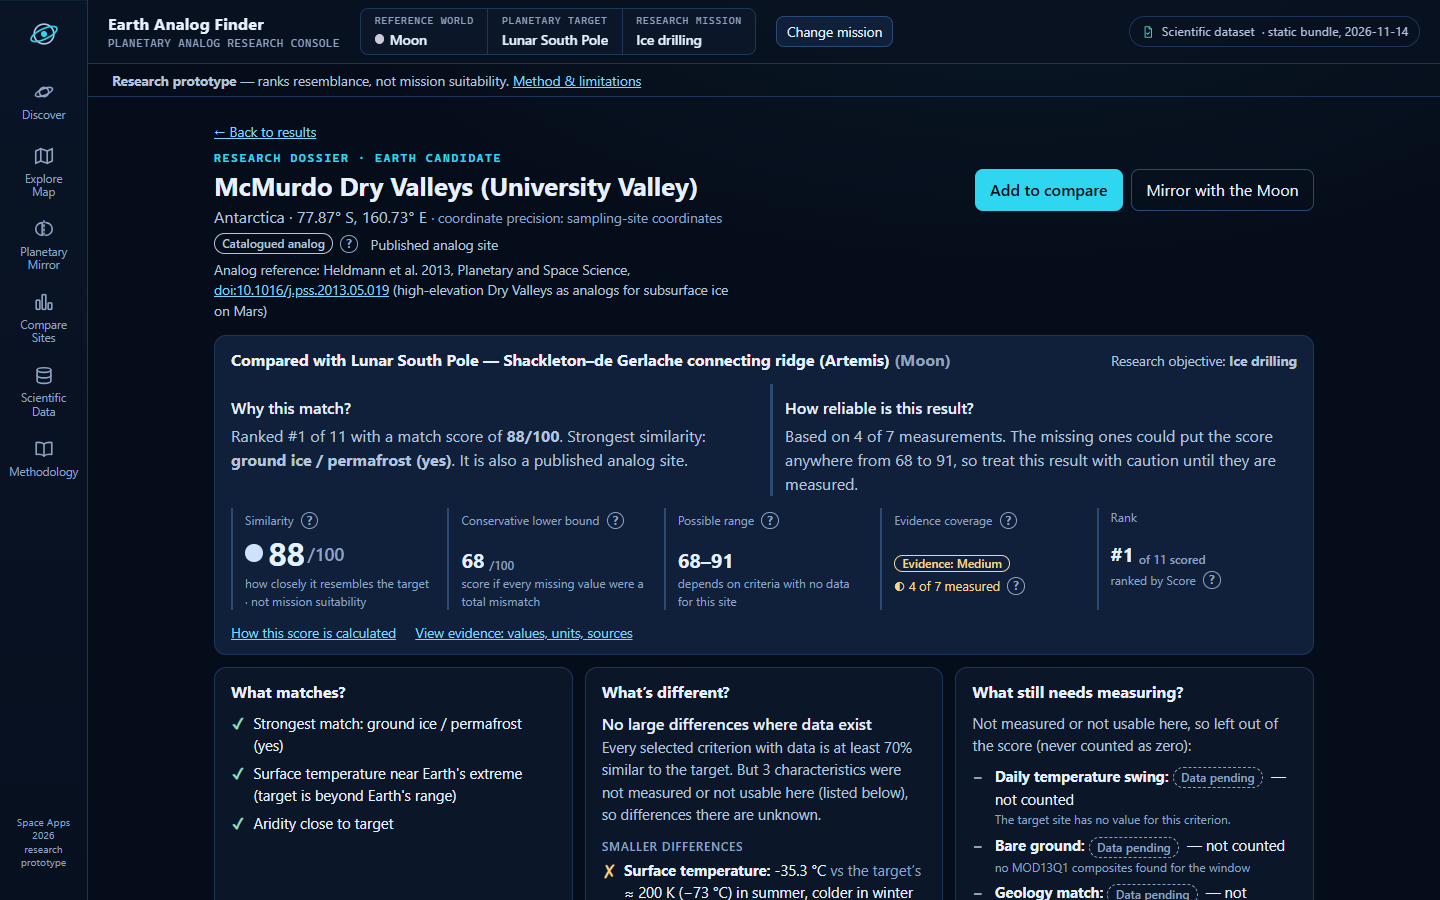 Earth Analog Finder
PLANETARY ANALOG RESEARCH CONSOLE
REFERENCE WORLD
Moon
PLANETARY TARGET
Lunar South Pole
RESEARCH MISSION
Ice drilling
Change mission
Scientific dataset · static bundle, 2026-11-14
Research prototype — ranks resemblance, not mission suitability. Method & limitations
Discover
Explore
Map
Planetary
Mirror
Compare
Sites
Scientific
Data
Methodology
Space Apps
2026
research
prototype
← Back to results
RESEARCH DOSSIER · EARTH CANDIDATE
McMurdo Dry Valleys (University Valley)
Antarctica · 77.87° S, 160.73° E · coordinate precision: sampling-site coordinates
Catalogued analog ? Published analog site
Analog reference: Heldmann et al. 2013, Planetary and Space Science,
doi:10.1016/j.pss.2013.05.019 (high-elevation Dry Valleys as analogs for subsurface ice
on Mars)
Add to compare
Mirror with the Moon
Compared with Lunar South Pole — Shackleton–de Gerlache connecting ridge (Artemis) (Moon)
Research objective: Ice drilling
Why this match?
Ranked #1 of 11 with a match score of 88/100. Strongest similarity:
ground ice / permafrost (yes). It is also a published analog site.
How reliable is this result?
Based on 4 of 7 measurements. The missing ones could put the score
anywhere from 68 to 91, so treat this result with caution until they are
measured.
Similarity ?
88/100
how closely it resembles the target
· not mission suitability
Conservative lower bound ?
68 /100
score if every missing value were a
total mismatch
Possible range ?
68–91
depends on criteria with no data
for this site
Evidence coverage ?
Evidence: Medium
4 of 7 measured ?
Rank
#1 of 11 scored
ranked by Score ?
How this score is calculated
View evidence: values, units, sources
What matches?
✓ Strongest match: ground ice / permafrost
(yes)
✓ Surface temperature near Earth's extreme
(target is beyond Earth's range)
✓ Aridity close to target
What's different?
No large differences where data exist
Every selected criterion with data is at least 70%
similar to the target. But 3 characteristics were
not measured or not usable here (listed below),
so differences there are unknown.
SMALLER DIFFERENCES
✗ Surface temperature: -35.3 °C vs the target's
≈ 200 K (−73 °C) in summer, colder in winter
What still needs measuring?
Not measured or not usable here, so left out of
the score (never counted as zero):
– Daily temperature swing: Data pending —
not counted
The target site has no value for this criterion.
– Bare ground: Data pending — not counted
no MOD13Q1 composites found for the window
– Geology match: Data pending — not